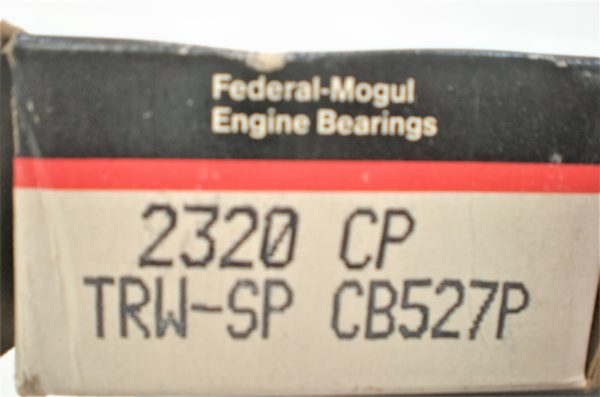 Federal-Mogul
Engine Bearings
2320 CP
TRW-SP CB527P